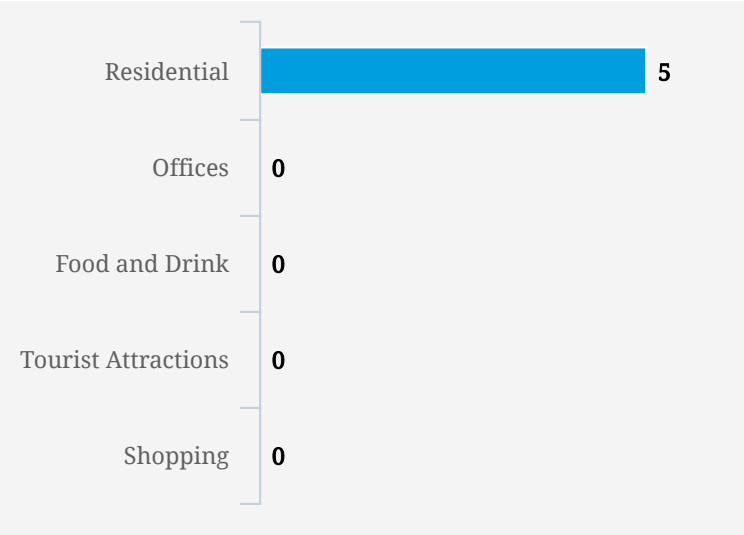 Residential 5
Offices 0
Food and Drink 0
Tourist Attractions 0
Shopping 0